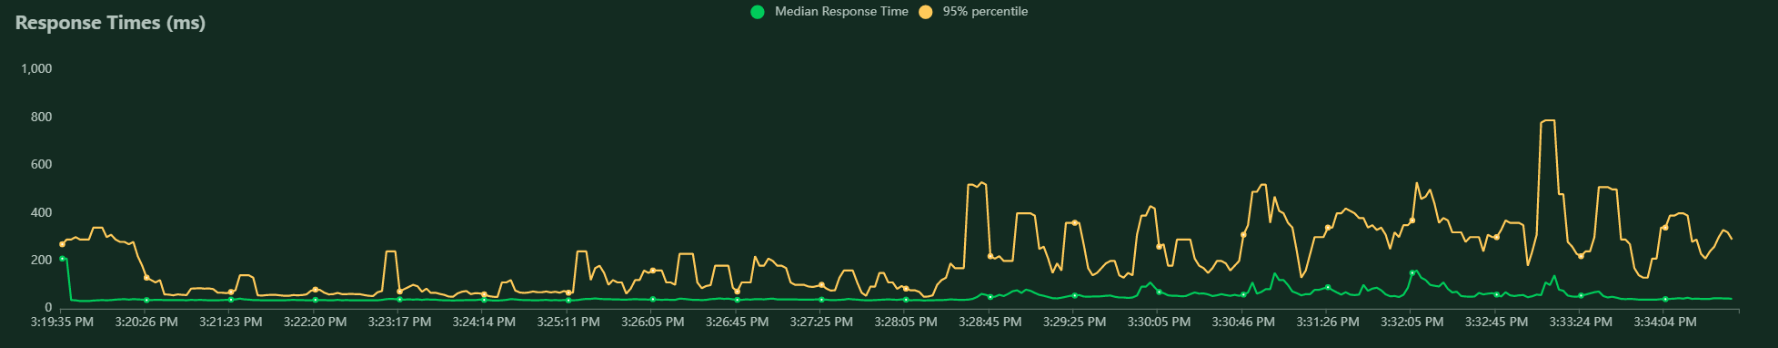 Response Times (ms)
Median Response Time 95% percentile
1,000
800
600
400
200
0
3:19:35 PM 3:20:26 PM 3:21:23 PM 3:22:20 PM 3:23:17 PM 3:24:14 PM 3:25:11 PM 3:26:05 PM 3:26:45 PM 3:27:25 PM 3:28:05 PM 3:28:45 PM 3:29:25 PM 3:30:05 PM 3:30:46 PM 3:31:26 PM 3:32:05 PM 3:32:45 PM 3:33:24 PM 3:34:04 PM